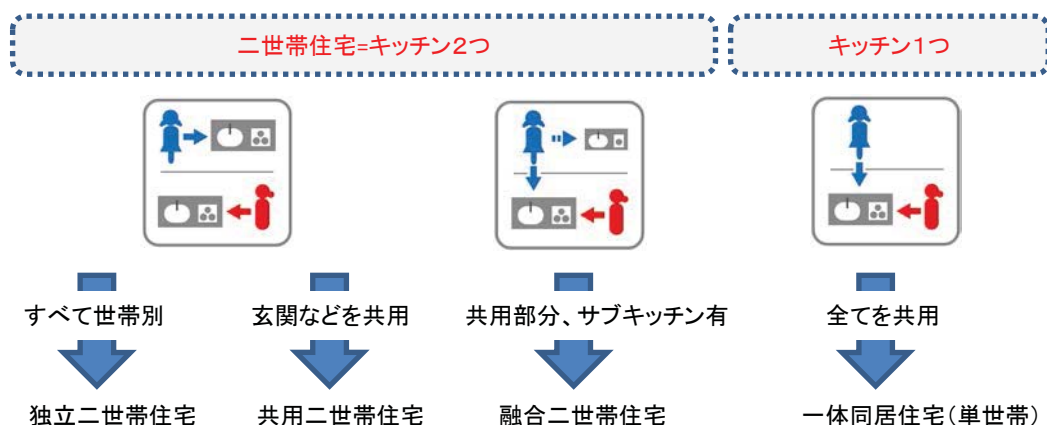 二世帯住宅=キッチン２つ
キッチン１つ
すべて世帯別
玄関などを共用
共用部分、サブキッチン有
全てを共用
独立二世帯住宅
共用二世帯住宅
融合二世帯住宅
一体同居住宅（単世帯）